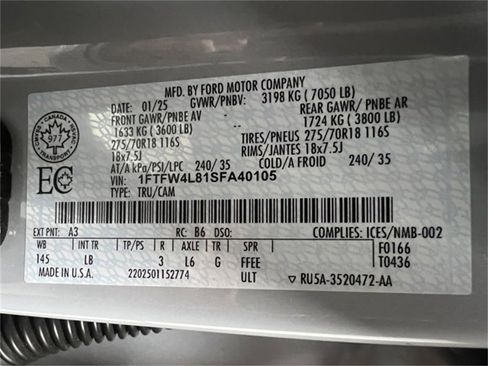 MFD. BY FORD MOTOR COMPANY
DATE: 01/25 GVWR/PNBV: 3198 KG ( 7050 LB)
FRONT GAWR/ PNBE AV REAR GAWR/ PNBE AR
1633 KG ( 3600 LB) 1724 KG ( 3800 LB)
275/70R18 116S TIRES/PNEUS 275/70R18 116S
18x7.5J RIMS/JANTES 18x7.5J
AT/A kPa/PSI/LPC 240/ 35 COLD/A FROID 240/ 35
VIN: 1FTFW4L81SFA40105
TYPE: TRU/CAM
CANADA
977
EC
EXT PNT: A3 RC: B6 DSO: COMPLIES: ICES/NMB-002
WB INT TR TP/PS R AXLE TR SPR F0166
145 LB 3 L6 G FFEE T0436
MADE IN U.S.A. 2202501152774 ULT ▼ RU5A-3520472-AA